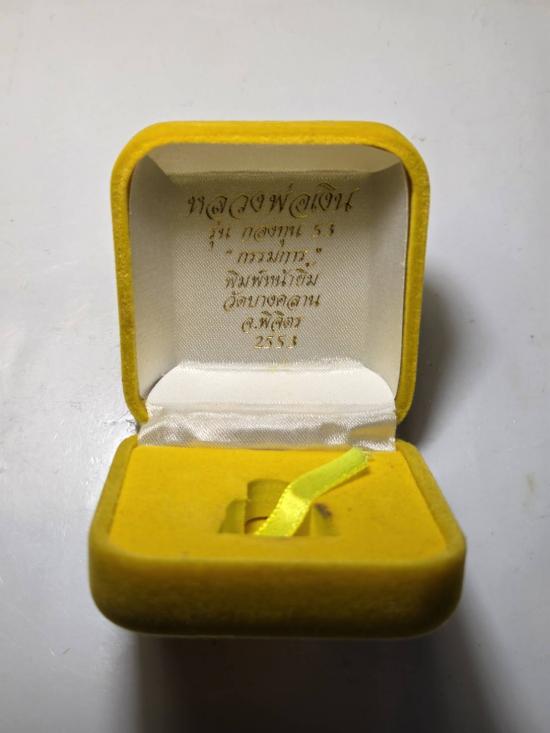 หลวงพ่อเงิน
รุ่น กองทุน 53
"กรรมการ"
พิมพ์หน้ายิ้ม
วัดบางคลาน
จ.พิจิตร
2553